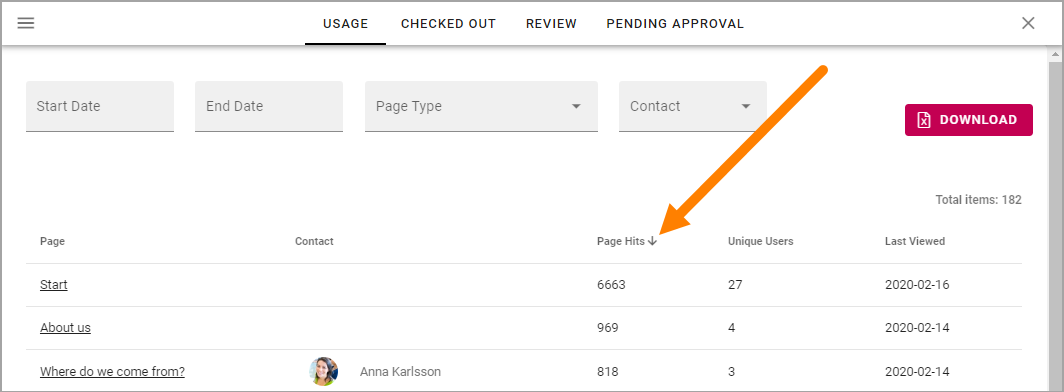 USAGE CHECKED OUT REVIEW PENDING APPROVAL
Start Date End Date Page Type Contact
DOWNLOAD
Total items: 182
Page Contact Page Hits Unique Users Last Viewed
Start 6663 27 2020-02-16
About us 969 4 2020-02-14
Where do we come from? Anna Karlsson 818 3 2020-02-14